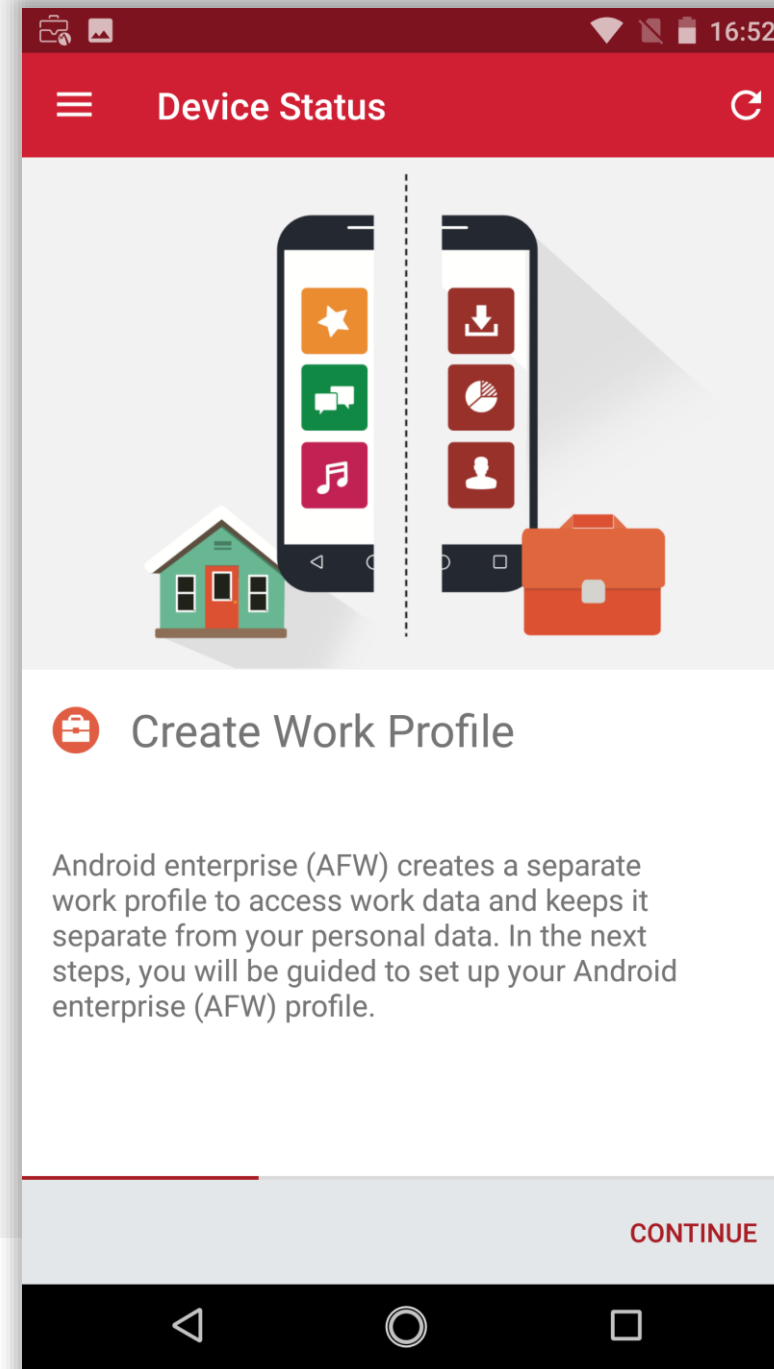 16:52
Device Status
Create Work Profile
Android enterprise (AFW) creates a separate
work profile to access work data and keeps it
separate from your personal data. In the next
steps, you will be guided to set up your Android
enterprise (AFW) profile.
CONTINUE